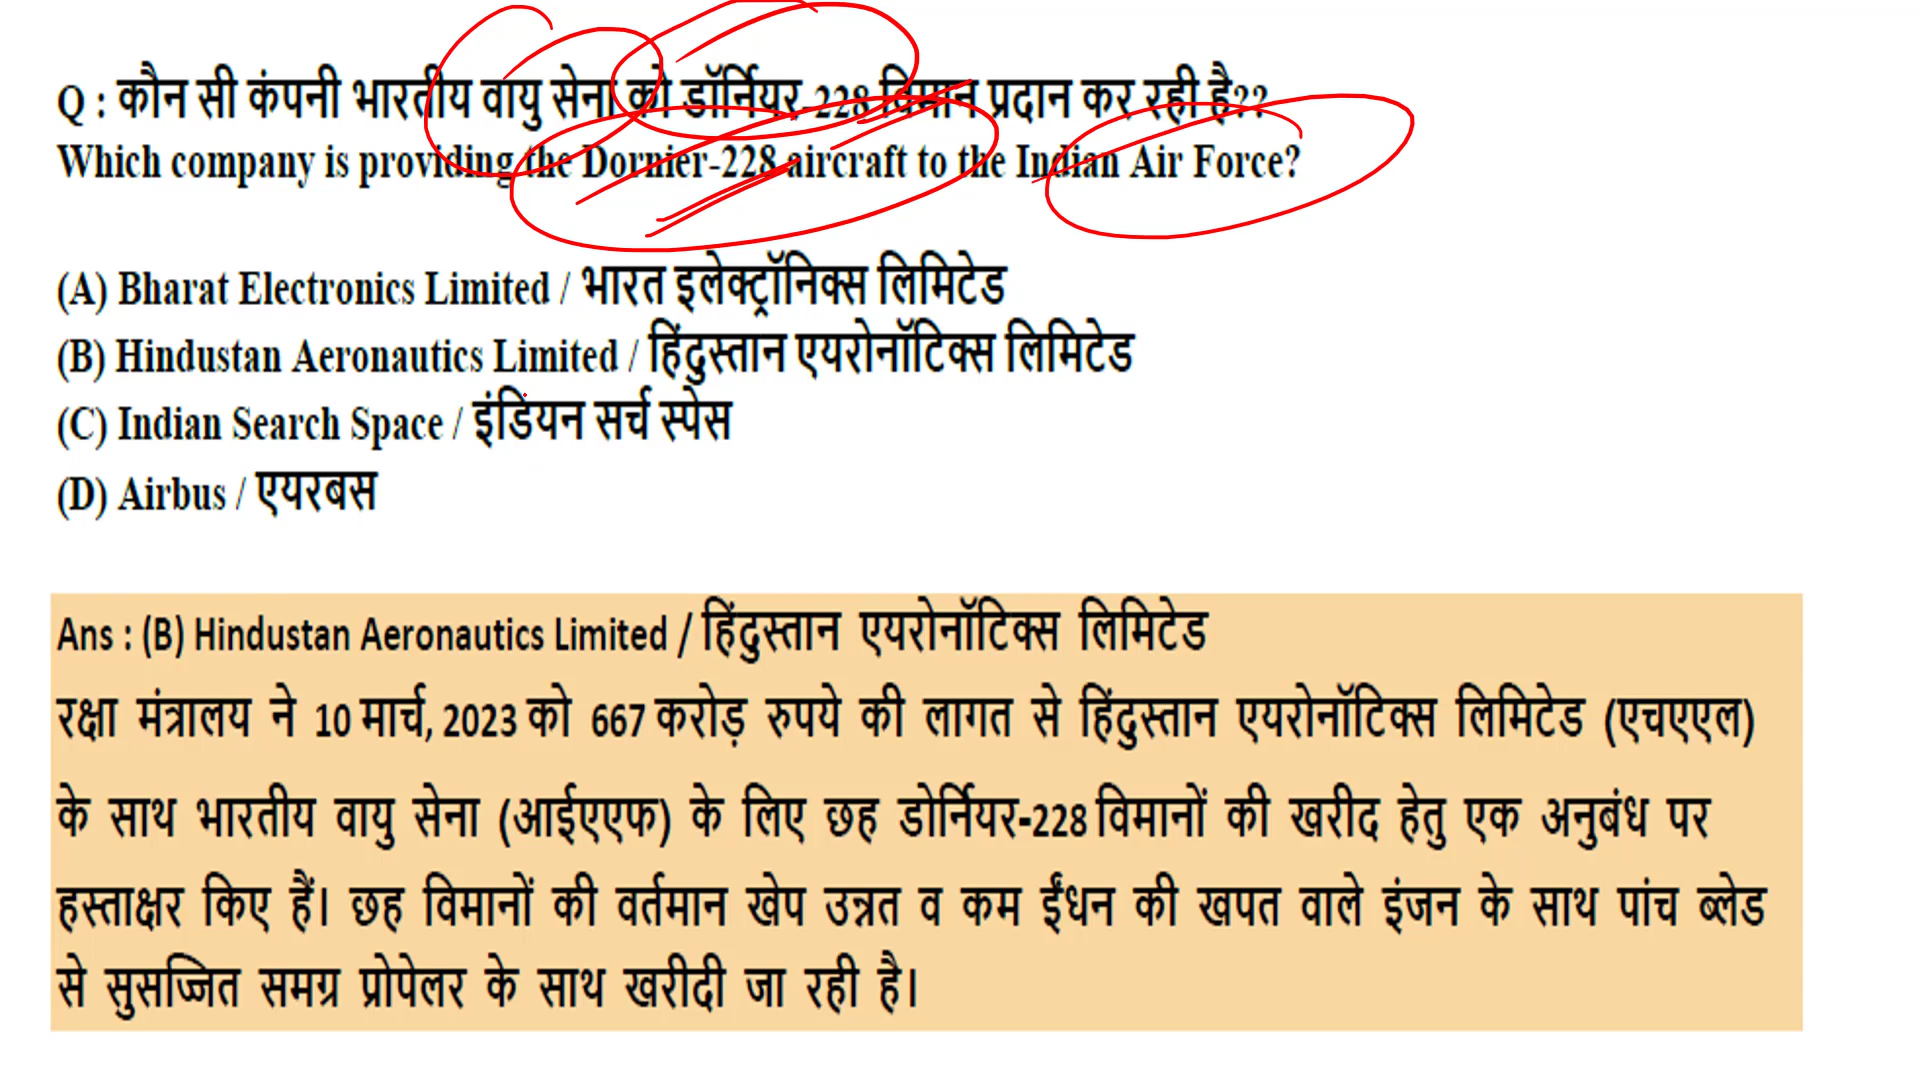 Q : कौन सी कंपनी भारतीय वायु सेना को डॉर्नियर-228 विमान प्रदान कर रही है??
Which company is providing the Dornier-228 aircraft to the Indian Air Force?
(A) Bharat Electronics Limited / भारत इलेक्ट्रॉनिक्स लिमिटेड
(B) Hindustan Aeronautics Limited / हिंदुस्तान एयरोनॉटिक्स लिमिटेड
(C) Indian Search Space / इंडियन सर्च स्पेस
(D) Airbus / एयरबस
Ans : (B) Hindustan Aeronautics Limited / हिंदुस्तान एयरोनॉटिक्स लिमिटेड
रक्षा मंत्रालय ने 10 मार्च, 2023 को 667 करोड़ रुपये की लागत से हिंदुस्तान एयरोनॉटिक्स लिमिटेड (एचएएल)
के साथ भारतीय वायु सेना (आईएएफ) के लिए छह डोर्नियर-228 विमानों की खरीद हेतु एक अनुबंध पर
हस्ताक्षर किए हैं। छह विमानों की वर्तमान खेप उन्नत व कम ईंधन की खपत वाले इंजन के साथ पांच ब्लेड
से सुसज्जित समग्र प्रोपेलर के साथ खरीदी जा रही है।